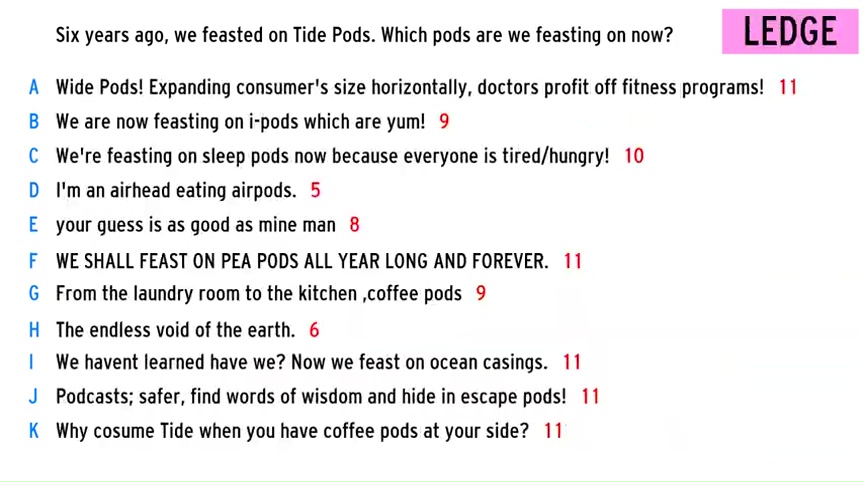 Six years ago, we feasted on Tide Pods. Which pods are we feasting on now?
LEDGE
A Wide Pods! Expanding consumer's size horizontally, doctors profit off fitness programs! 11
B We are now feasting on i-pods which are yum! 9
C We're feasting on sleep pods now because everyone is tired/hungry! 10
D I'm an airhead eating airpods. 5
E your guess is as good as mine man 8
F WE SHALL FEAST ON PEA PODS ALL YEAR LONG AND FOREVER. 11
G From the laundry room to the kitchen ,coffee pods 9
H The endless void of the earth. 6
I We havent learned have we? Now we feast on ocean casings. 11
J Podcasts; safer, find words of wisdom and hide in escape pods! 11
K Why cosume Tide when you have coffee pods at your side? 11